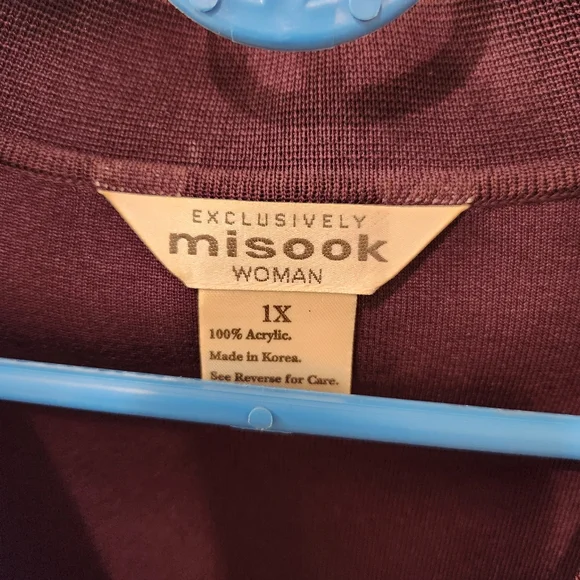 EXCLUSIVELY
misook
WOMAN
1X
100% Acrylic.
Made in Korea.
See Reverse for Care.